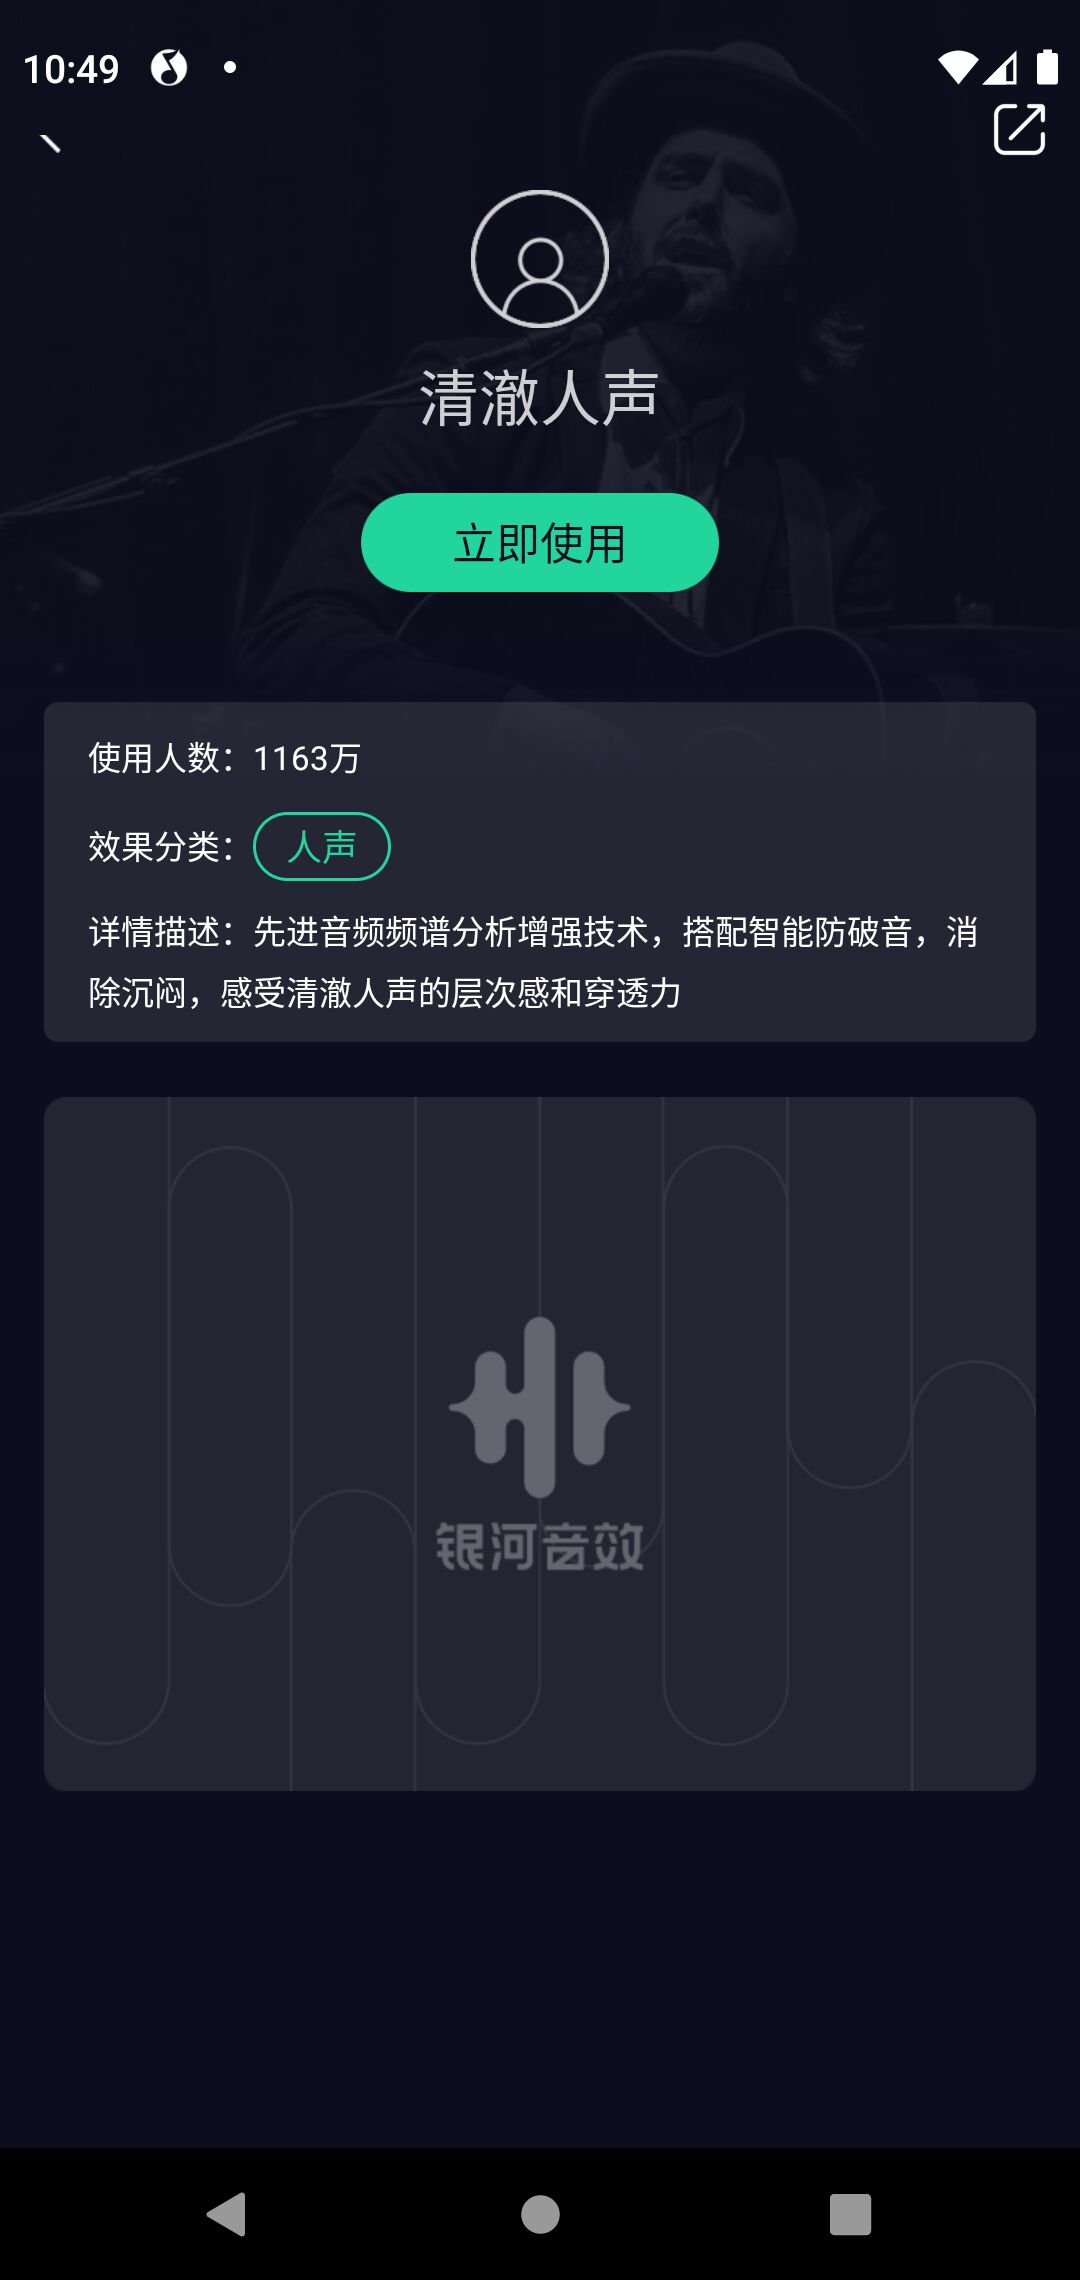 10:49
清澈人声
立即使用
使用人数：1163万
效果分类：人声
详情描述：先进音频频谱分析增强技术，搭配智能防破音，消
除沉闷，感受清澈人声的层次感和穿透力
银河音效